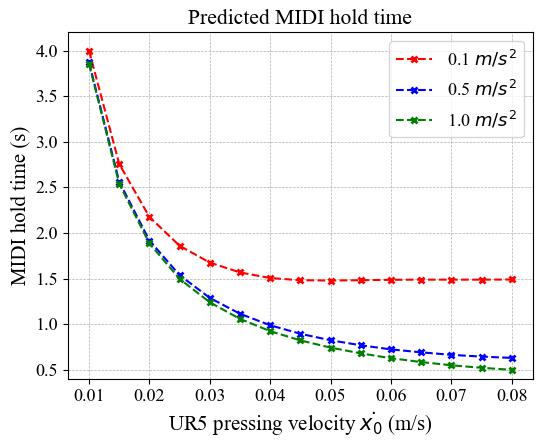 Predicted MIDI hold time
0.1 m/s²
0.5 m/s²
1.0 m/s²
MIDI hold time (s)
4.0
3.5
3.0
2.5
2.0
1.5
1.0
0.5
0.01 0.02 0.03 0.04 0.05 0.06 0.07 0.08
UR5 pressing velocity ẋ₀ (m/s)